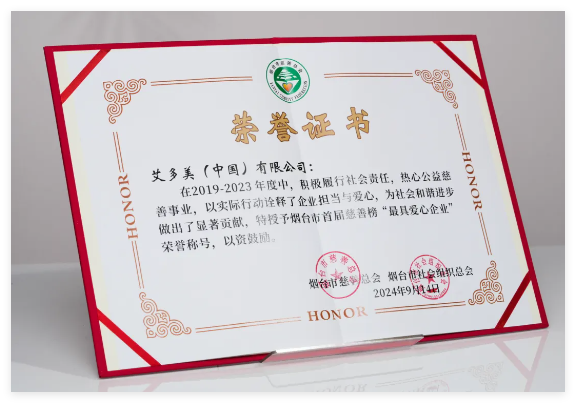 荣誉证书
艾多美（中国）有限公司：
在2019-2023年度中，积极履行社会责任，热心公益慈
善事业，以实际行动诠释了企业担当与爱心，为社会和谐进步
做出了显著贡献，特授予烟台市首届慈善榜“最具爱心企业”
荣誉称号，以资鼓励。
HONOR
HONOR
烟台市慈善总会 烟台市社会组织总会
2024年9月14日
HONOR